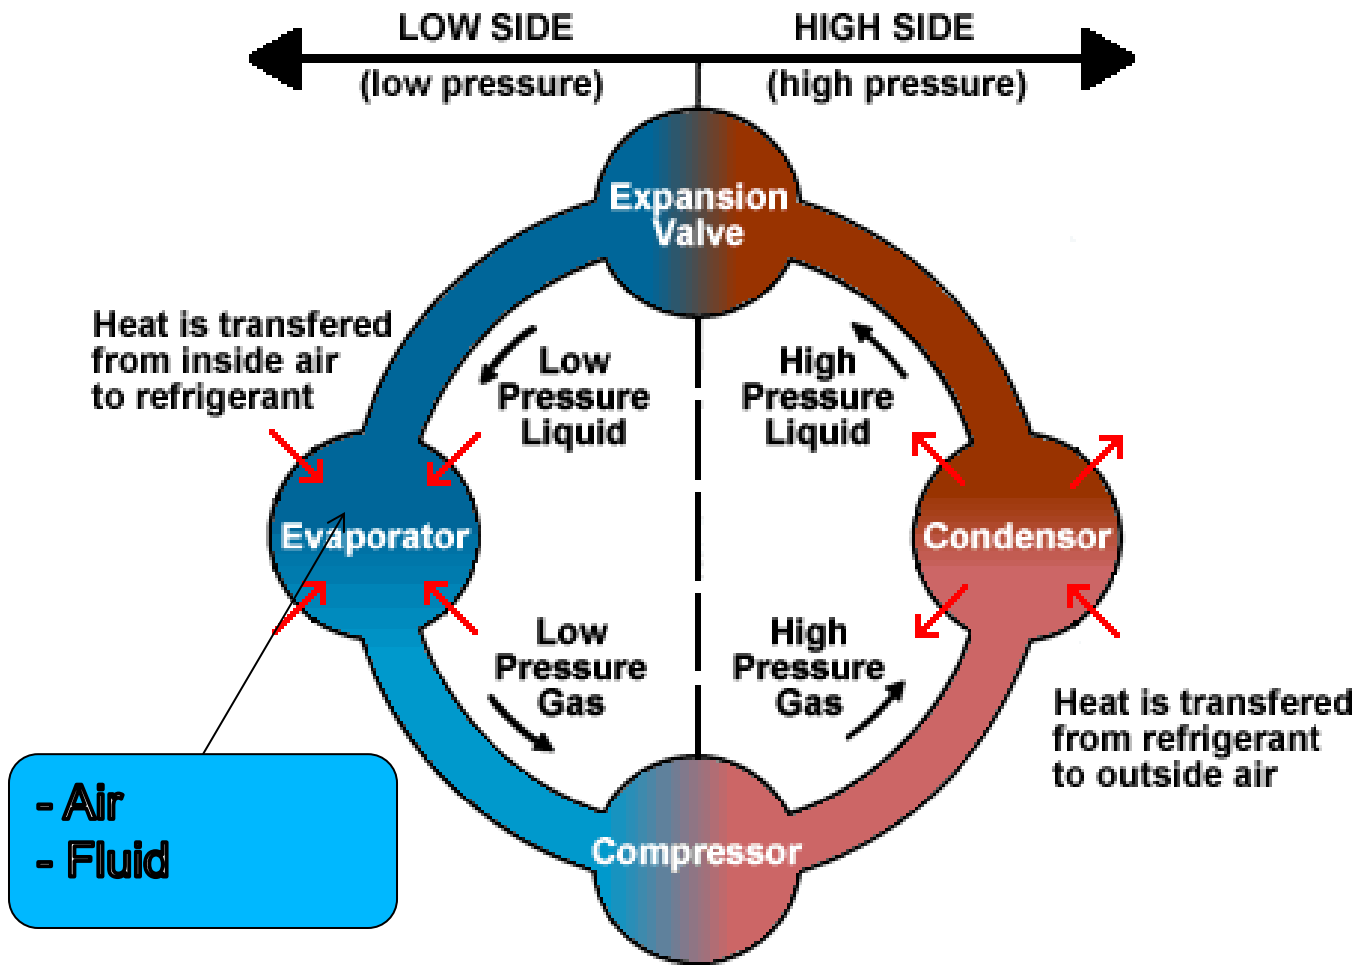 LOW SIDE
HIGH SIDE
(low pressure)
(high pressure)
Expansion
Valve
Heat is transfered
from inside air
to refrigerant
Low
Pressure
Liquid
High
Pressure
Liquid
Evaporator
Condensor
Low
Pressure
Gas
High
Pressure
Gas
Heat is transfered
from refrigerant
to outside air
- Air
- Fluid
Compressor